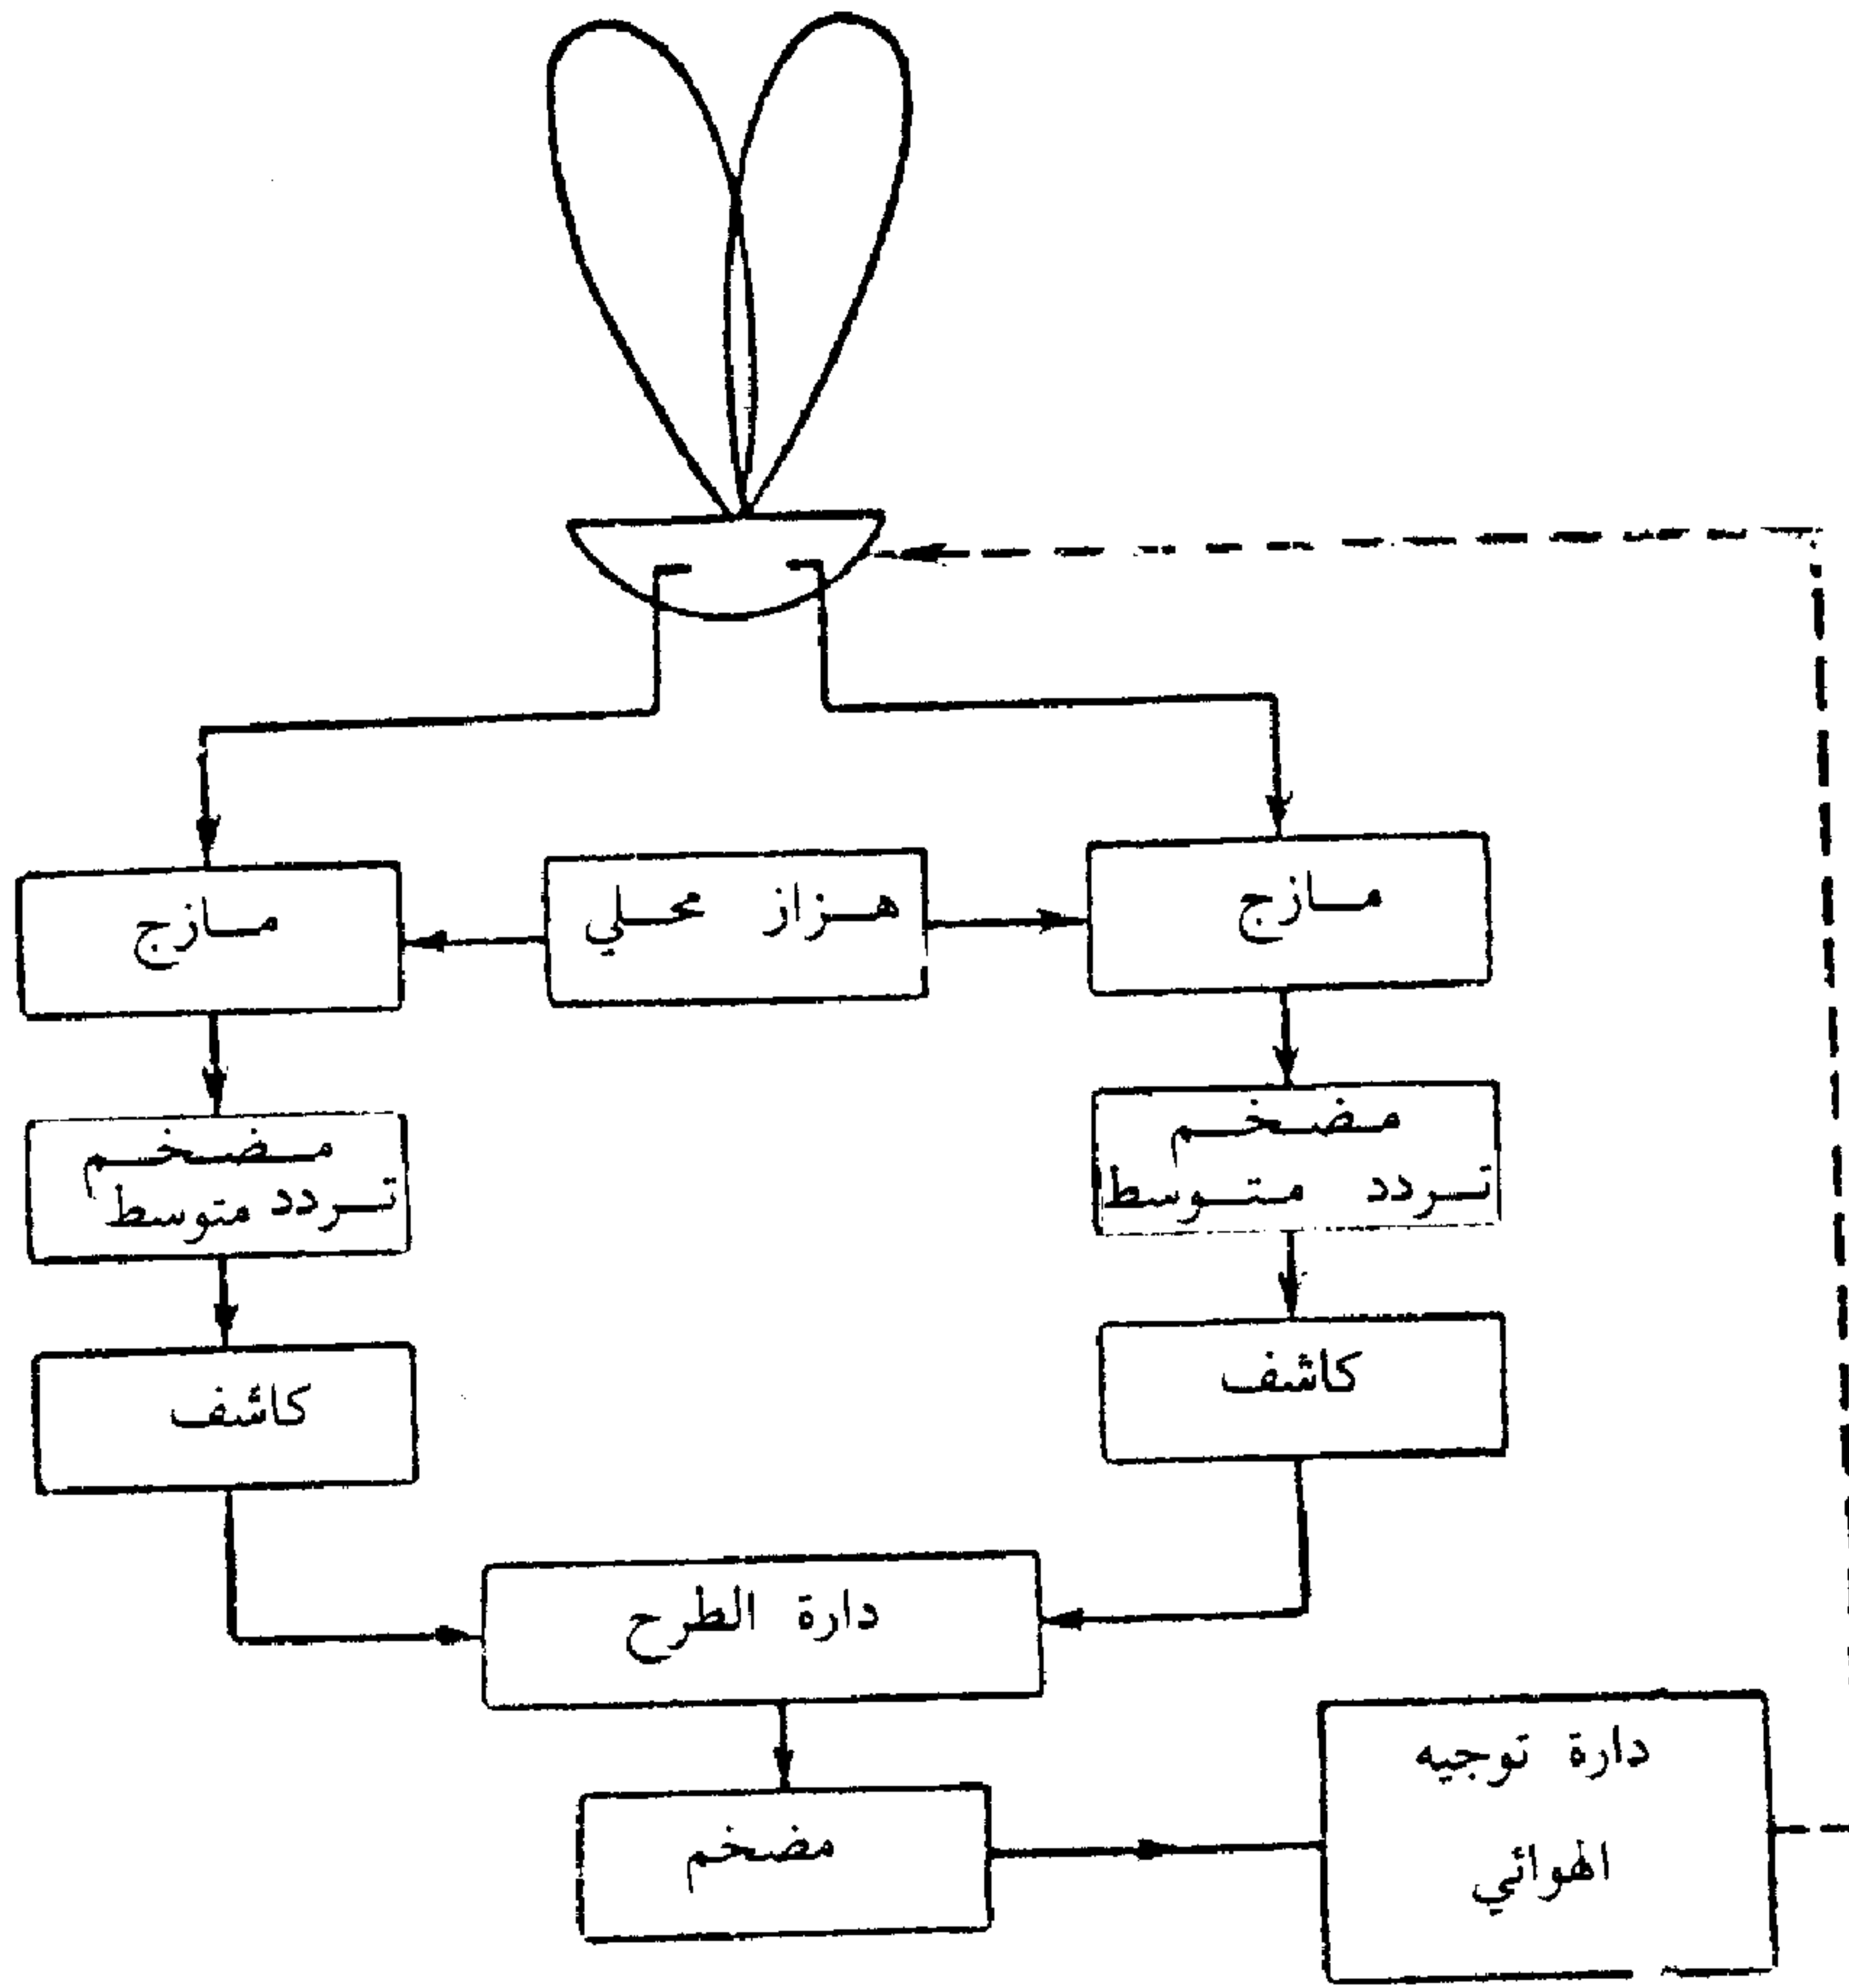 مازج
هزاز محلي
مازج
مضخم
تردد متوسط
مضخم
تردد متوسط
كاشف
كاشف
دارة الطرح
دارة توجيه
الهوائي
مضخم